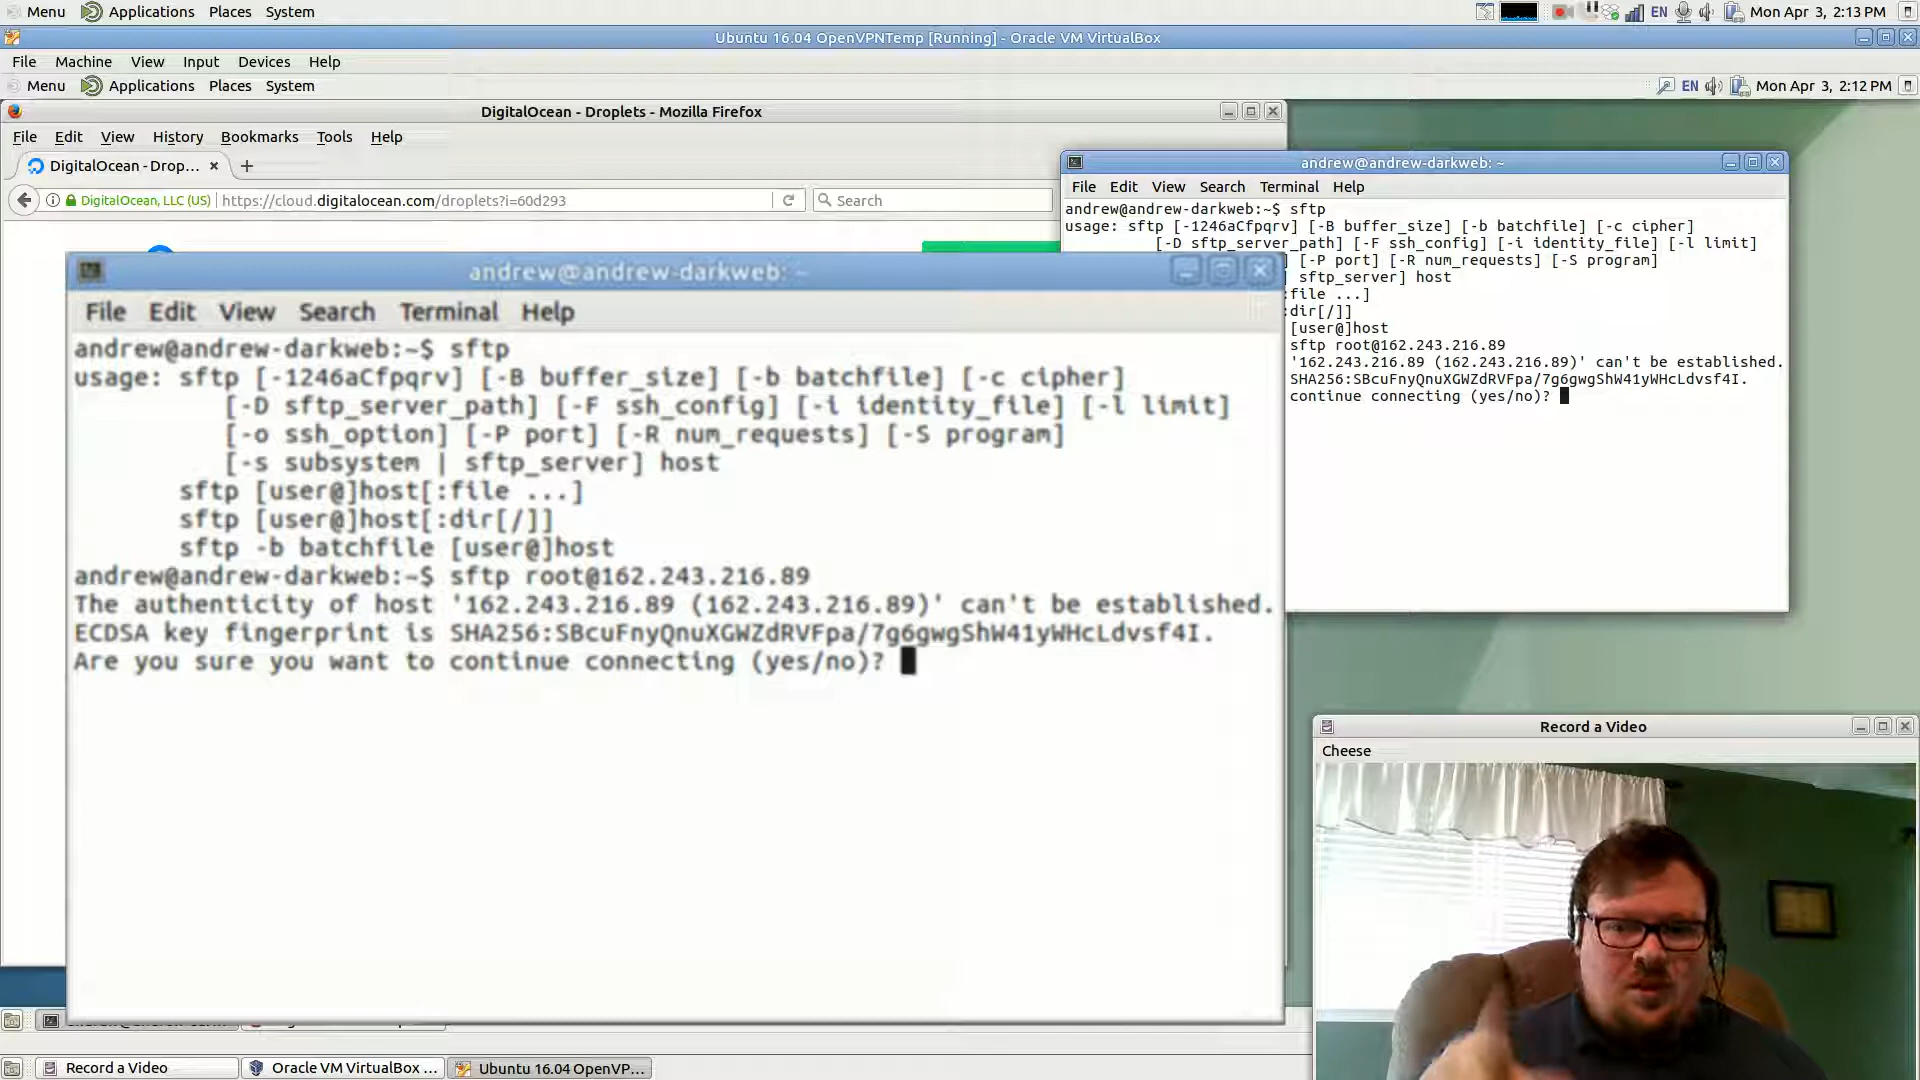 Menu Applications Places System
EN Mon Apr 3, 2:13 PM
Ubuntu 16.04 OpenVPNTemp [Running] - Oracle VM VirtualBox
File Machine View Input Devices Help
Menu Applications Places System
EN Mon Apr 3, 2:12 PM
DigitalOcean - Droplets - Mozilla Firefox
File Edit View History Bookmarks Tools Help
DigitalOcean - Drop...
DigitalOcean, LLC (US) https://cloud.digitalocean.com/droplets?i=60d293
Search
andrew@andrew-darkweb: ~
File Edit View Search Terminal Help
andrew@andrew-darkweb:~$ sftp
usage: sftp [-1246aCfpqrv] [-B buffer_size] [-b batchfile] [-c cipher]
[-D sftp_server_path] [-F ssh_config] [-i identity_file] [-l limit]
[-P port] [-R num_requests] [-S program]
sftp_server] host
:file ...]
:dir[/]]
[user@]host
sftp root@162.243.216.89
'162.243.216.89 (162.243.216.89)' can't be established.
SHA256:SBcuFnyQnuXGWZdRVFpa/7g6gwgShW41yWHcLdvsf4I.
continue connecting (yes/no)?
andrew@andrew-darkweb: ~
File Edit View Search Terminal Help
andrew@andrew-darkweb:~$ sftp
usage: sftp [-1246aCfpqrv] [-B buffer_size] [-b batchfile] [-c cipher]
[-D sftp_server_path] [-F ssh_config] [-i identity_file] [-l limit]
[-o ssh_option] [-P port] [-R num_requests] [-S program]
[-s subsystem | sftp_server] host
sftp [user@]host[:file ...]
sftp [user@]host[:dir[/]]
sftp -b batchfile [user@]host
andrew@andrew-darkweb:~$ sftp root@162.243.216.89
The authenticity of host '162.243.216.89 (162.243.216.89)' can't be established.
ECDSA key fingerprint is SHA256:SBcuFnyQnuXGWZdRVFpa/7g6gwgShW41yWHcLdvsf4I.
Are you sure you want to continue connecting (yes/no)?
Record a Video
Cheese
Record a Video
Oracle VM VirtualBox ...
Ubuntu 16.04 OpenVP...